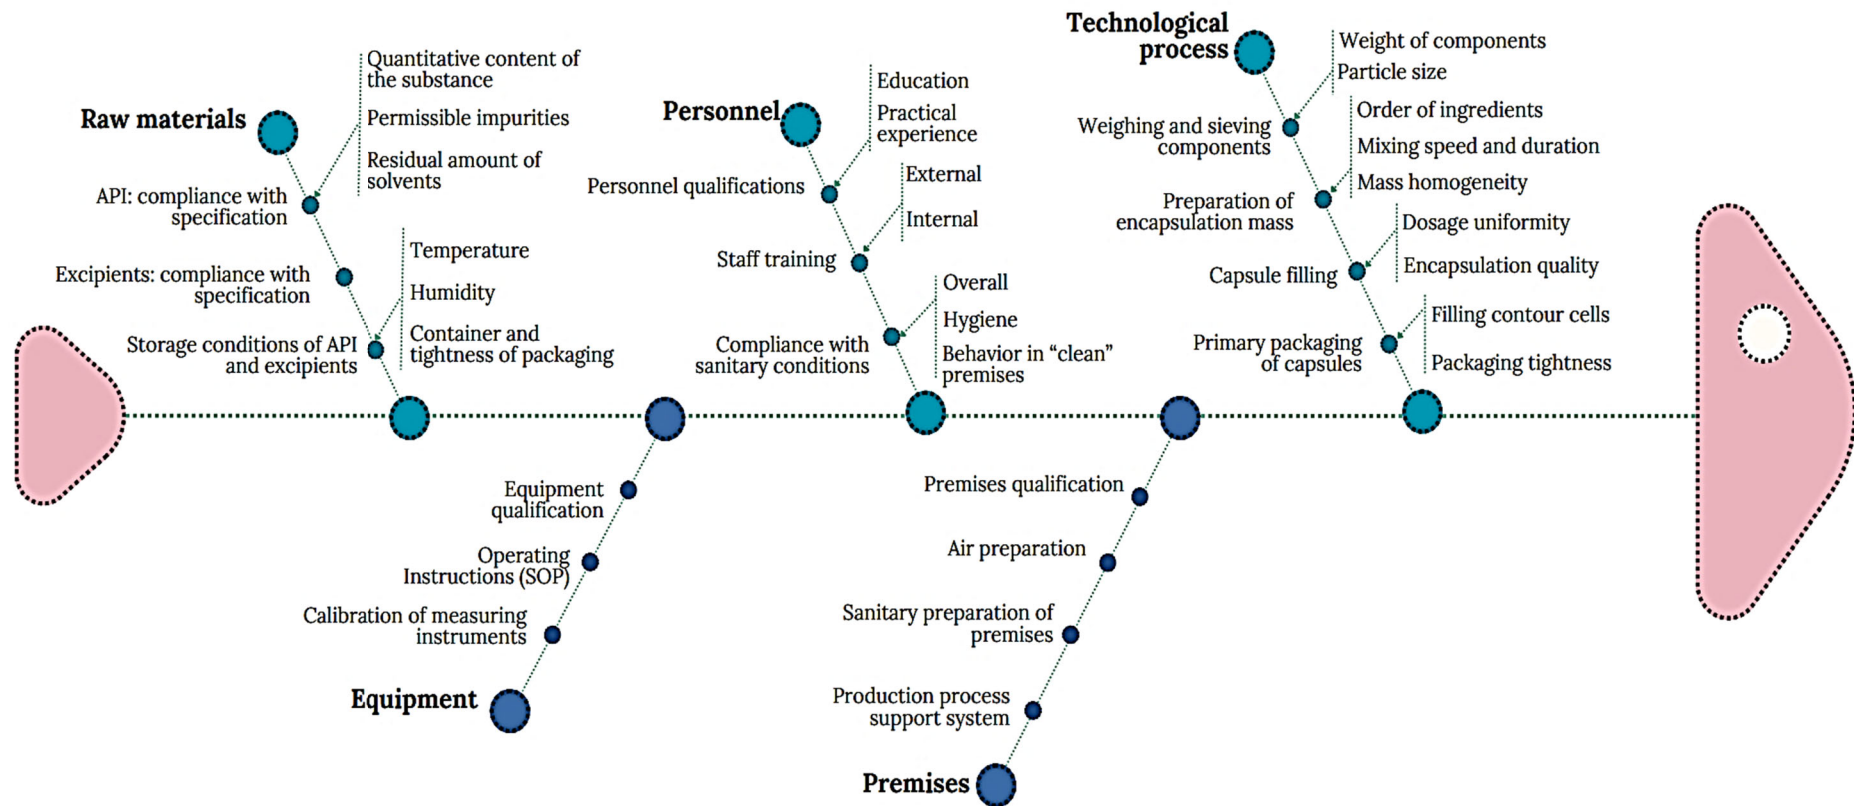 Raw materials
Quantitative content of
the substance
Permissible impurities
Residual amount of
solvents
API: compliance with
specification
Excipients: compliance with
specification
Temperature
Humidity
Container and
tightness of packaging
Storage conditions of API
and excipients
Personnel
Education
Practical
experience
Personnel qualifications
External
Internal
Staff training
Overall
Hygiene
Behavior in “clean”
premises
Compliance with
sanitary conditions
Technological
process
Weight of components
Particle size
Weighing and sieving
components
Order of ingredients
Mixing speed and duration
Mass homogeneity
Preparation of
encapsulation mass
Dosage uniformity
Encapsulation quality
Capsule filling
Filling contour cells
Packaging tightness
Primary packaging
of capsules
Equipment
qualification
Operating
Instructions (SOP)
Calibration of measuring
instruments
Equipment
Premises qualification
Air preparation
Sanitary preparation of
premises
Production process
support system
Premises